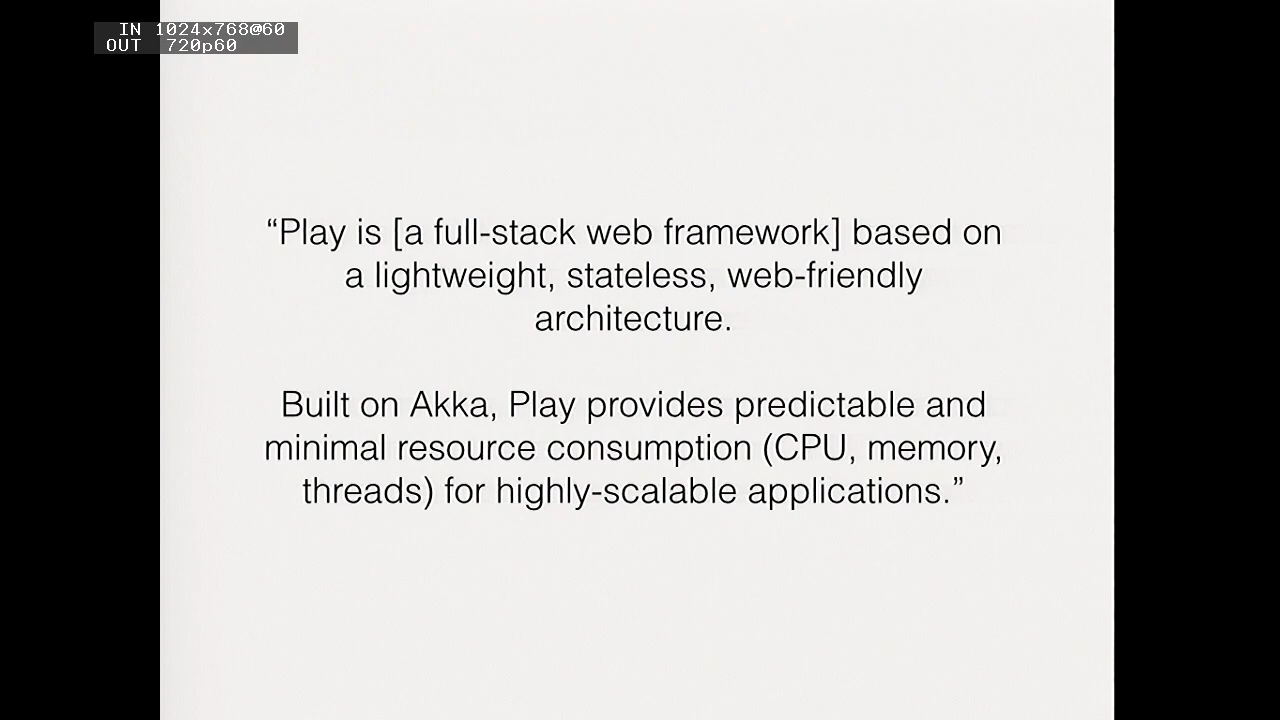 IN 1024x768@60
OUT 720p60
“Play is [a full-stack web framework] based on
a lightweight, stateless, web-friendly
architecture.
Built on Akka, Play provides predictable and
minimal resource consumption (CPU, memory,
threads) for highly-scalable applications.”